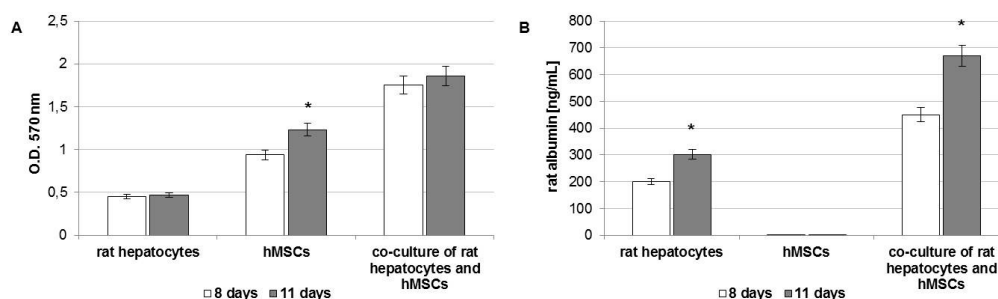 A
O.D. 570 nm
2,5
2
1,5
1
0,5
0
*
rat hepatocytes
hMSCs
co-culture of rat
hepatocytes and
hMSCs
8 days
11 days
B
rat albumin [ng/mL]
800
700
600
500
400
300
200
100
0
*
*
rat hepatocytes
hMSCs
co-culture of rat
hepatocytes and
hMSCs
8 days
11 days